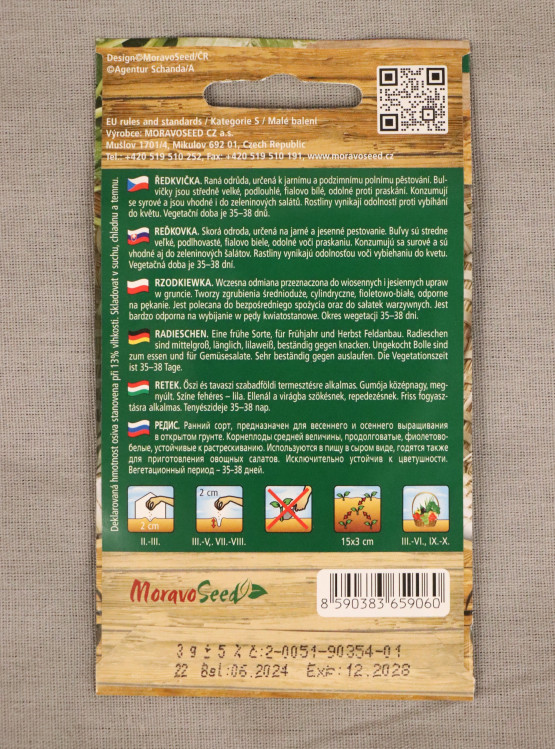 Design©MoravoSeed/ČR
©Agentur Schanda/A
EU rules and standards / Kategorie S / Malé balení
Výrobce: MORAVOSEED CZ a.s.
Mušlov 1701/4, Mikulov 692 01, Czech Republic
Tel.: +420 519 510 252, Fax: +420 519 510 191, www.moravoseed.cz
Deklarovaná hmotnost osiva stanovena při 13% vlhkosti. Skladovat v suchu, chladnu a temnu.
ŘEDKVIČKA. Raná odrůda, určená k jarnímu a podzimnímu polnímu pěstování. Bul-
vičky jsou středně velké, podlouhlé, fialovo bílé, odolné proti praskání. Konzumují
se syrové a jsou vhodné i do zeleninových salátů. Rostliny vynikají odolností proti vybíhání
do květu. Vegetační doba je 35–38 dnů.
REĎKOVKA. Skorá odroda, určená na jarné a jesenné pestovanie. Buľvy sú stredne
veľké, podlhovasté, fialovo biele, odolné voči praskaniu. Konzumujú sa surové a sú
vhodné aj do zeleninových šalátov. Rastliny vynikajú odolnosťou voči vybiehaniu do kvetu.
Vegetačná doba je 35–38 dní.
RZODKIEWKA. Wczesna odmiana przeznaczona do wiosennych i jesiennych upraw
w gruncie. Tworzy zgrubienia średnioduże, cylindryczne, fioletowo-białe, odporne
na pękanie. Jest polecana do bezpośredniego spożycia oraz do sałatek warzywnych. Jest
bardzo odporna na wybijanie w pędy kwiatostanowe. Okres wegetacji 35–38 dni.
RADIESCHEN. Eine frühe Sorte, für Frühjahr und Herbst Feldanbau. Radieschen
sind mittelgroß, länglich, lilaweiß, beständig gegen knacken. Ungekocht Bolle sind
zum essen und für Gemüsesalate. Sehr beständig gegen auslaufen. Die Vegetationszeit
ist 35–38 Tage.
RETEK. Őszi és tavaszi szabadföldi termesztésre alkalmas. Gumója középnagy, meg-
nyúlt. Színe fehéres – lila. Ellenál a virágba szökésnek, repedezésnek. Friss fogyasz-
tásra alkalmas. Tenyészideje 35–38 nap.
РЕДИС. Ранний сорт, предназначен для весеннего и осеннего выращивания
в открытом грунте. Корнеплоды средней величины, продолговатые, фиолетово-
белые, устойчивые к растрескиванию. Используются в пищу в сыром виде, годятся также
для приготовления овощных салатов. Исключительно устойчив к цветушности.
Вегетационный период – 35–38 дней.
2 cm
2 cm
II.-III.
III.-V., VII.-VIII.
15x3 cm
III.-VI., IX.-X.
MoravoSeed
8 590383 659060
3 g ž 5 % č:2-0051-90354-01
22 Bal:06.2024 Exp: 12.2028